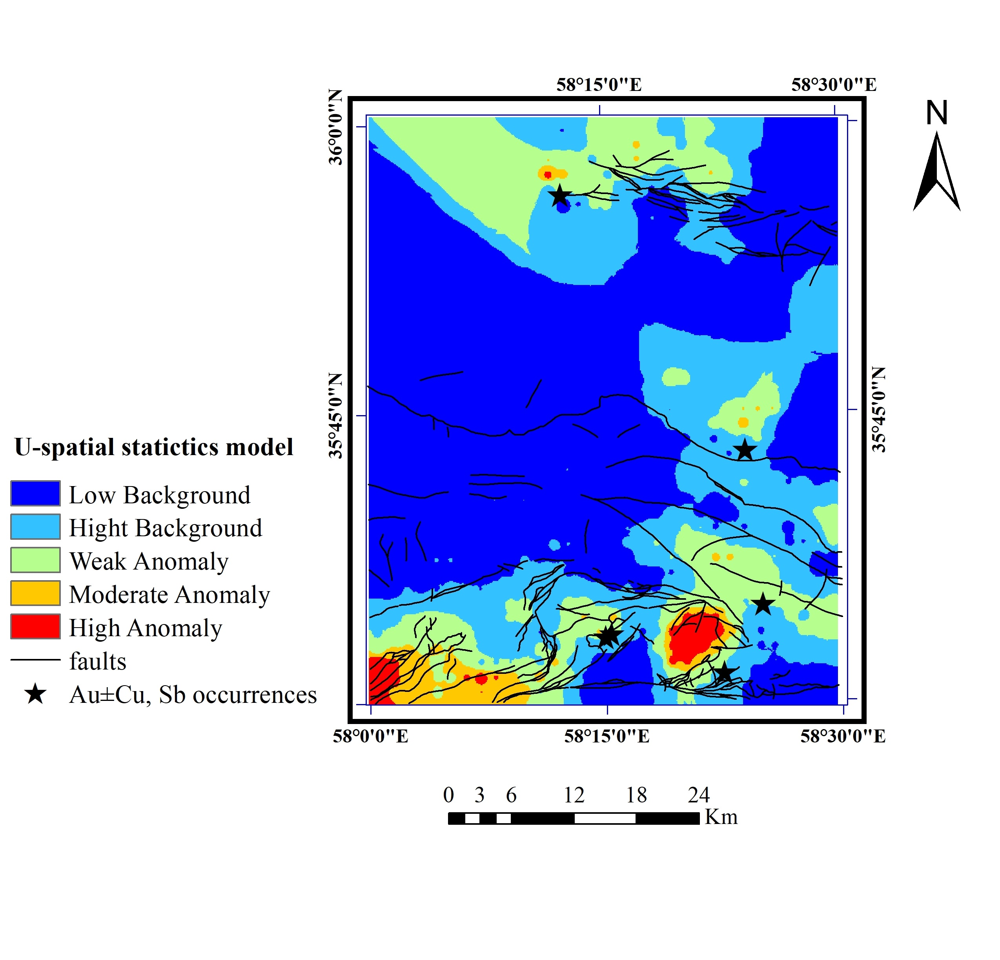 58°15'0"E
58°30'0"E
36°0'0"N
N
35°45'0"N
35°45'0"N
U-spatial statictics model
Low Background
Hight Background
Weak Anomaly
Moderate Anomaly
High Anomaly
faults
Au±Cu, Sb occurrences
58°0'0"E
58°15'0"E
58°30'0"E
0 3 6 12 18 24
Km